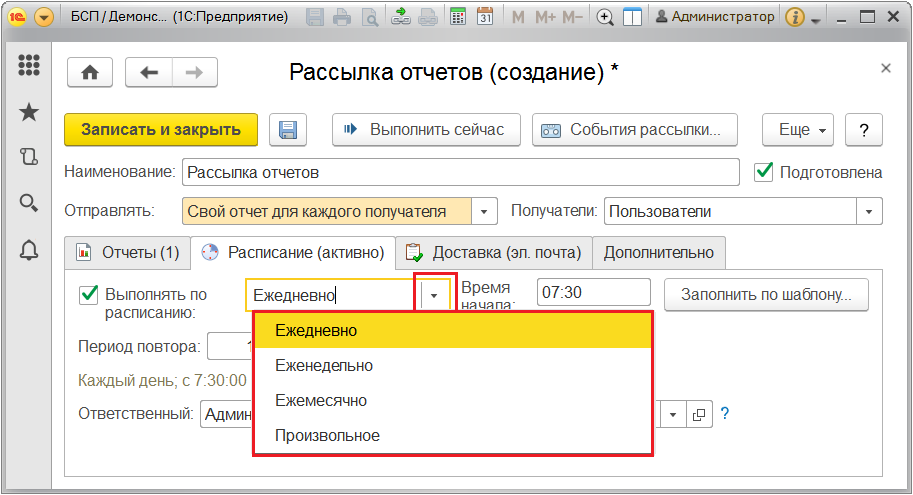 1С БСП / Демонс... (1С:Предприятие) 31 M M+ M- Администратор i
Рассылка отчетов (создание) *
Записать и закрыть Выполнить сейчас События рассылки... Еще ?
Наименование: Рассылка отчетов Подготовлена
Отправлять: Свой отчет для каждого получателя Получатели: Пользователи
Отчеты (1) Расписание (активно) Доставка (эл. почта) Дополнительно
Выполнять по
расписанию:
Ежедневно
Время
начала:
07:30 Заполнить по шаблону...
Ежедневно
Еженедельно
Ежемесячно
Произвольное
Период повтора: 1
Каждый день; с 7:30:00
Ответственный: Админ ?